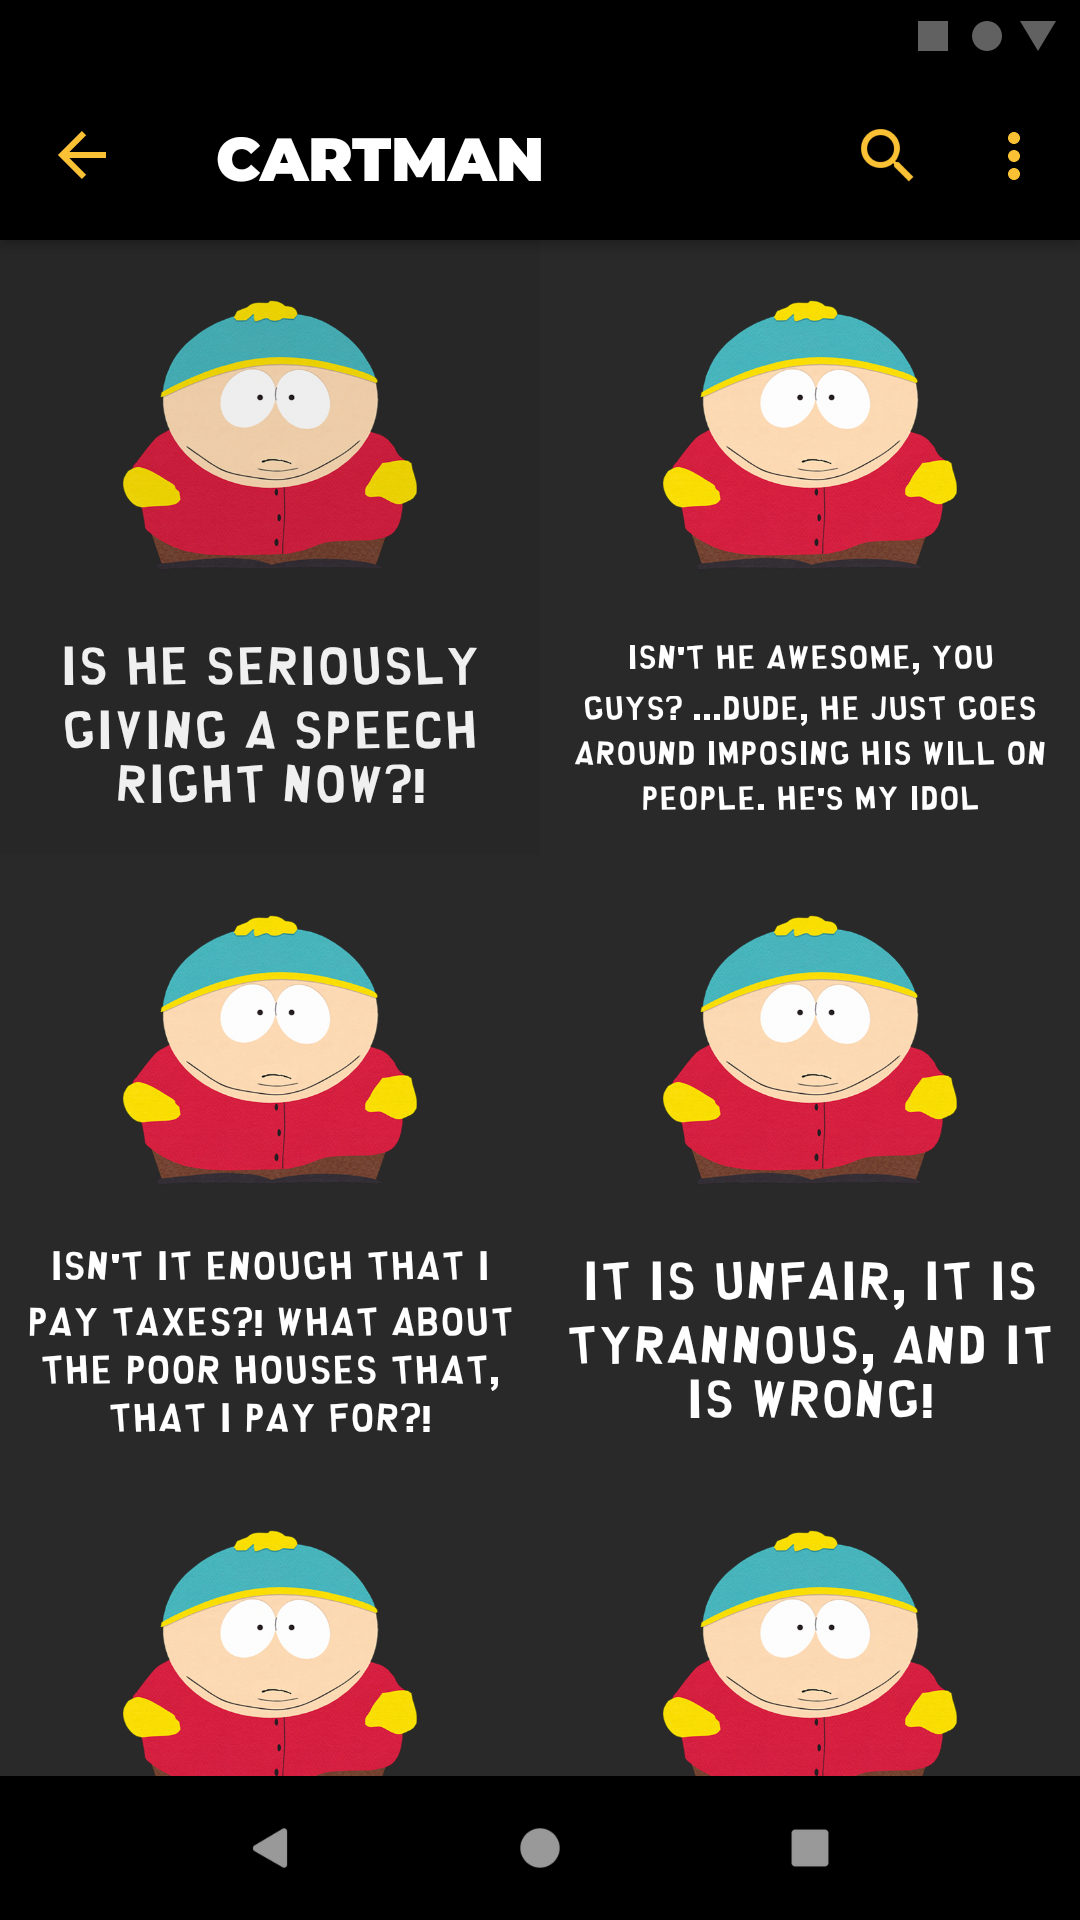 CARTMAN
IS HE SERIOUSLY
GIVING A SPEECH
RIGHT NOW?!
ISN'T HE AWESOME, YOU
GUYS? ...DUDE, HE JUST GOES
AROUND IMPOSING HIS WILL ON
PEOPLE. HE'S MY IDOL
ISN'T IT ENOUGH THAT I
PAY TAXES?! WHAT ABOUT
THE POOR HOUSES THAT,
THAT I PAY FOR?!
IT IS UNFAIR, IT IS
TYRANNOUS, AND IT
IS WRONG!